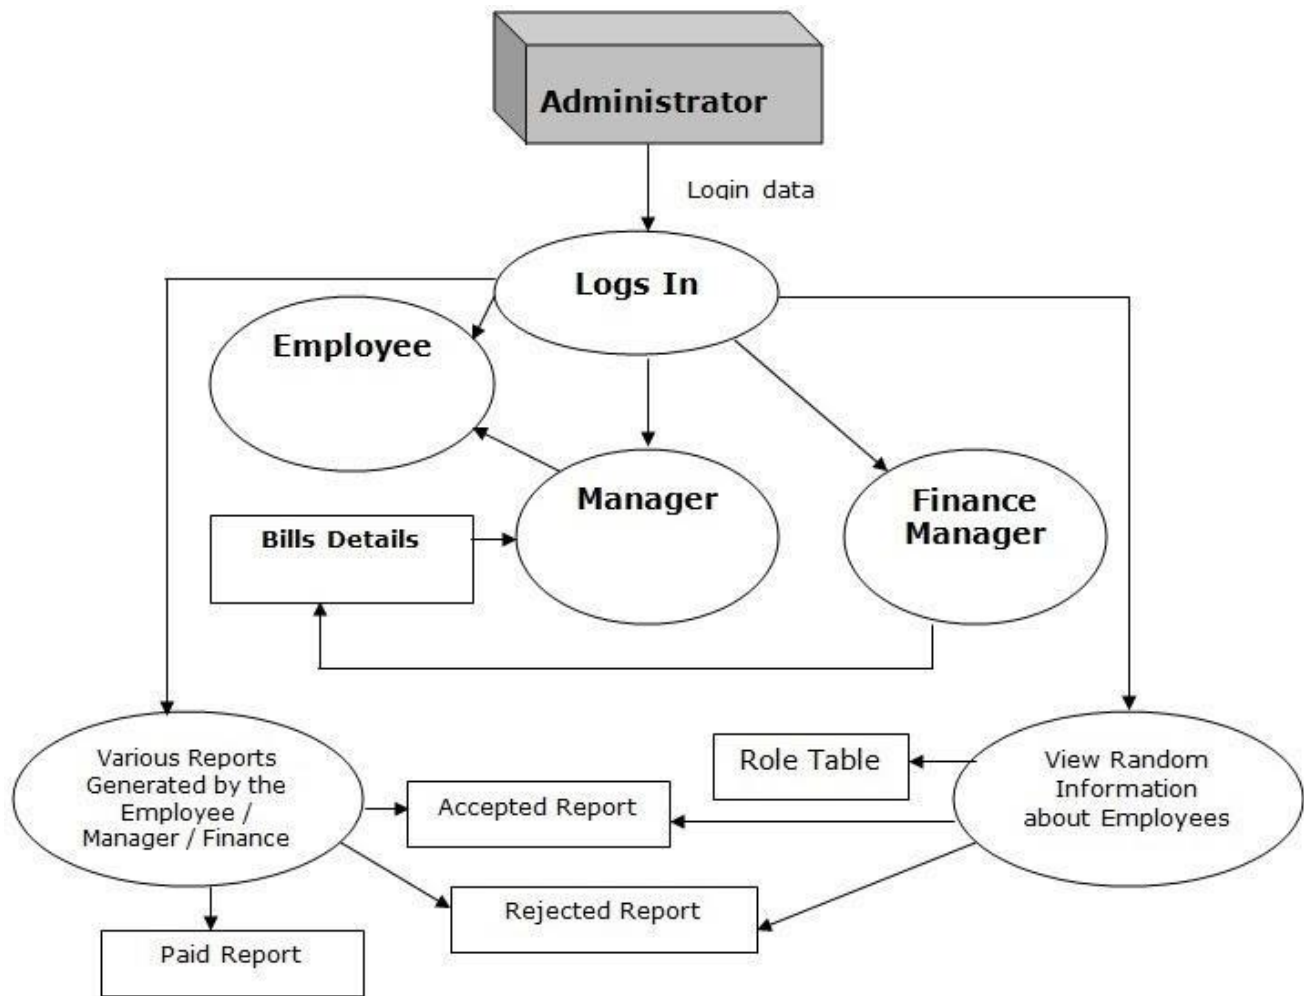 Administrator
Login data
Logs In
Employee
Manager
Finance
Manager
Bills Details
Various Reports
Generated by the
Employee /
Manager / Finance
Role Table
View Random
Information
about Employees
Accepted Report
Rejected Report
Paid Report